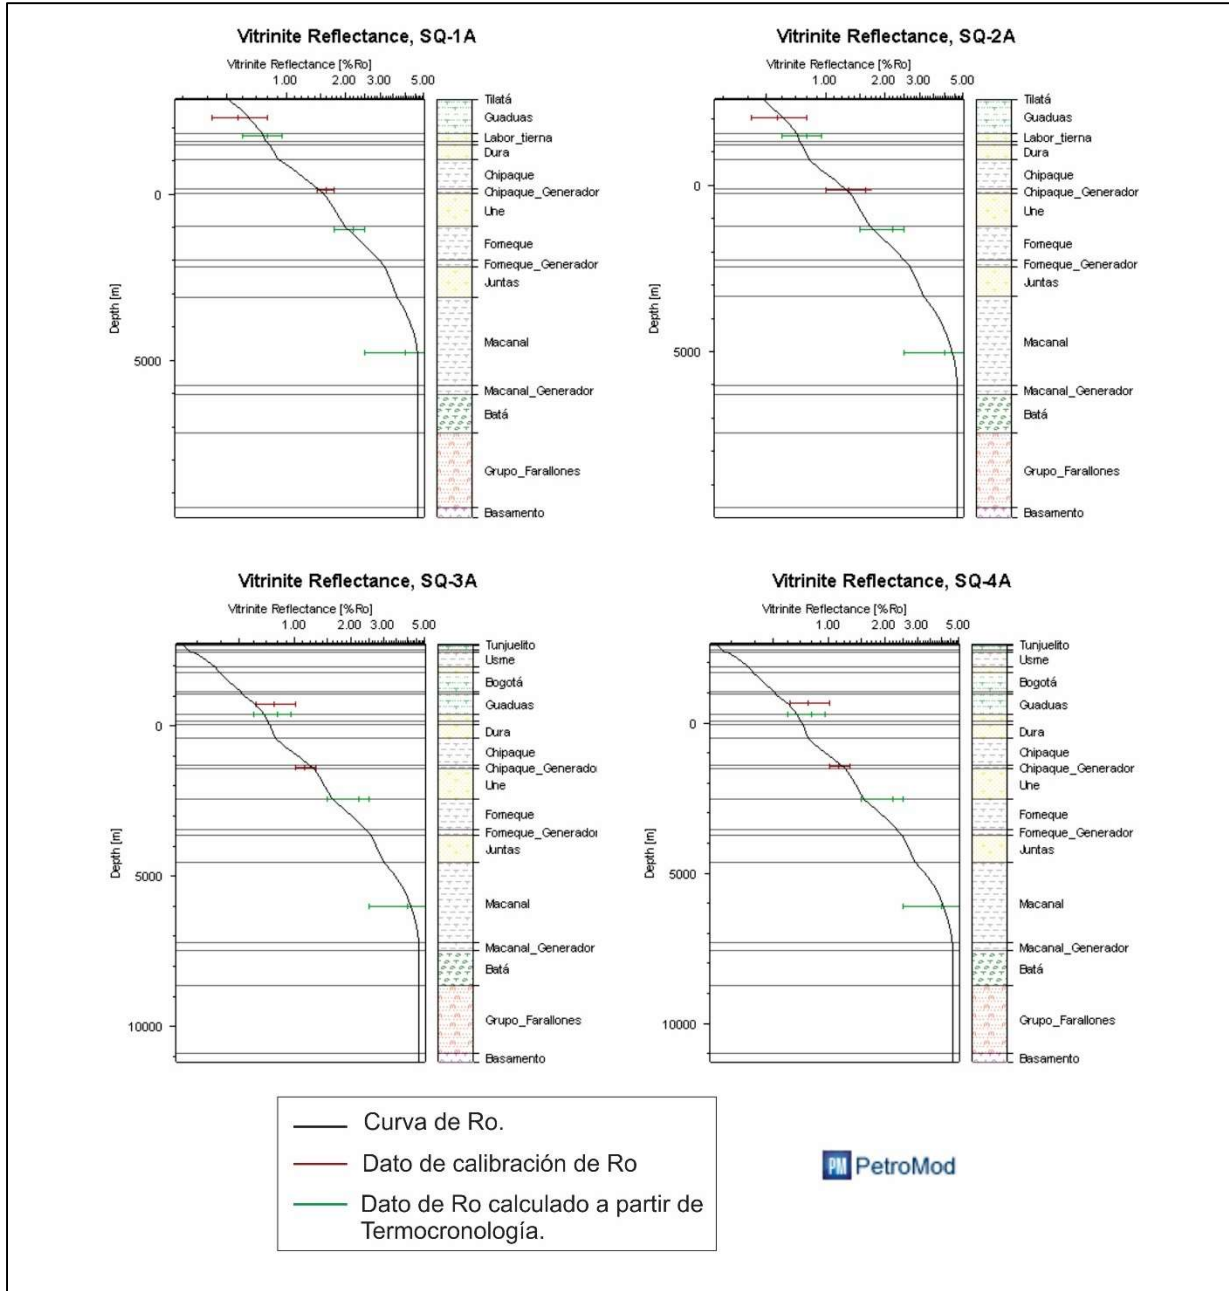 Vitrinite Reflectance, SQ-1A
Vitrinite Reflectance [%Ro]
1.00 2.00 3.00 5.00
Depth [m]
0
5000
Tilatá
Guaduas
Labor_tierna
Dura
Chipaque
Chipaque_Generador
Une
Fomeque
Fomeque_Generador
Juntas
Macanal
Macanal_Generador
Batá
Grupo_Farallones
Basamento
Vitrinite Reflectance, SQ-2A
Vitrinite Reflectance [%Ro]
1.00 2.00 3.00 5.00
Depth [m]
0
5000
Tilatá
Guaduas
Labor_tierna
Dura
Chipaque
Chipaque_Generador
Une
Fomeque
Fomeque_Generador
Juntas
Macanal
Macanal_Generador
Batá
Grupo_Farallones
Basamento
Vitrinite Reflectance, SQ-3A
Vitrinite Reflectance [%Ro]
1.00 2.00 3.00 5.00
Depth [m]
0
5000
10000
Tunjuelito
Usme
Bogotá
Guaduas
Dura
Chipaque
Chipaque_Generador
Une
Fomeque
Fomeque_Generador
Juntas
Macanal
Macanal_Generador
Batá
Grupo_Farallones
Basamento
Vitrinite Reflectance, SQ-4A
Vitrinite Reflectance [%Ro]
1.00 2.00 3.00 5.00
Depth [m]
0
5000
10000
Tunjuelito
Usme
Bogotá
Guaduas
Dura
Chipaque
Chipaque_Generador
Une
Fomeque
Fomeque_Generador
Juntas
Macanal
Macanal_Generador
Batá
Grupo_Farallones
Basamento
Curva de Ro.
Dato de calibración de Ro
Dato de Ro calculado a partir de
Termocronología.
PM PetroMod